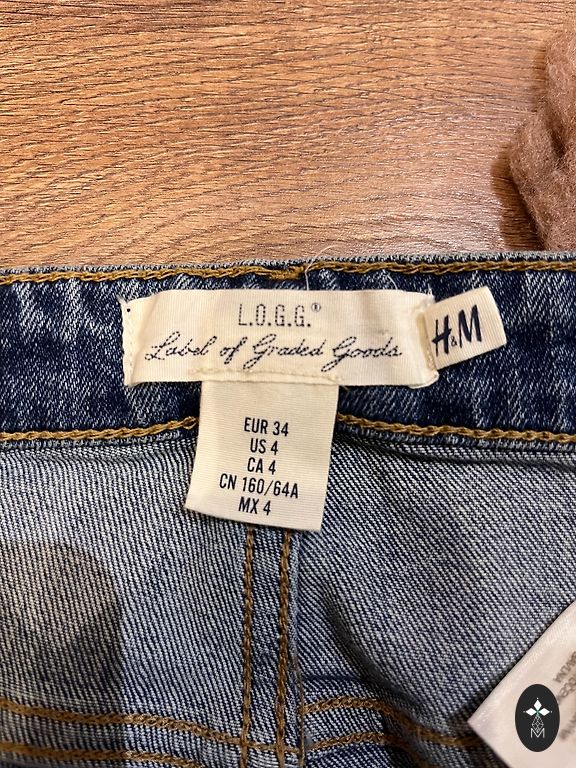 L.O.G.G.®
Label of Graded Goods
H&M
EUR 34
US 4
CA 4
CN 160/64A
MX 4